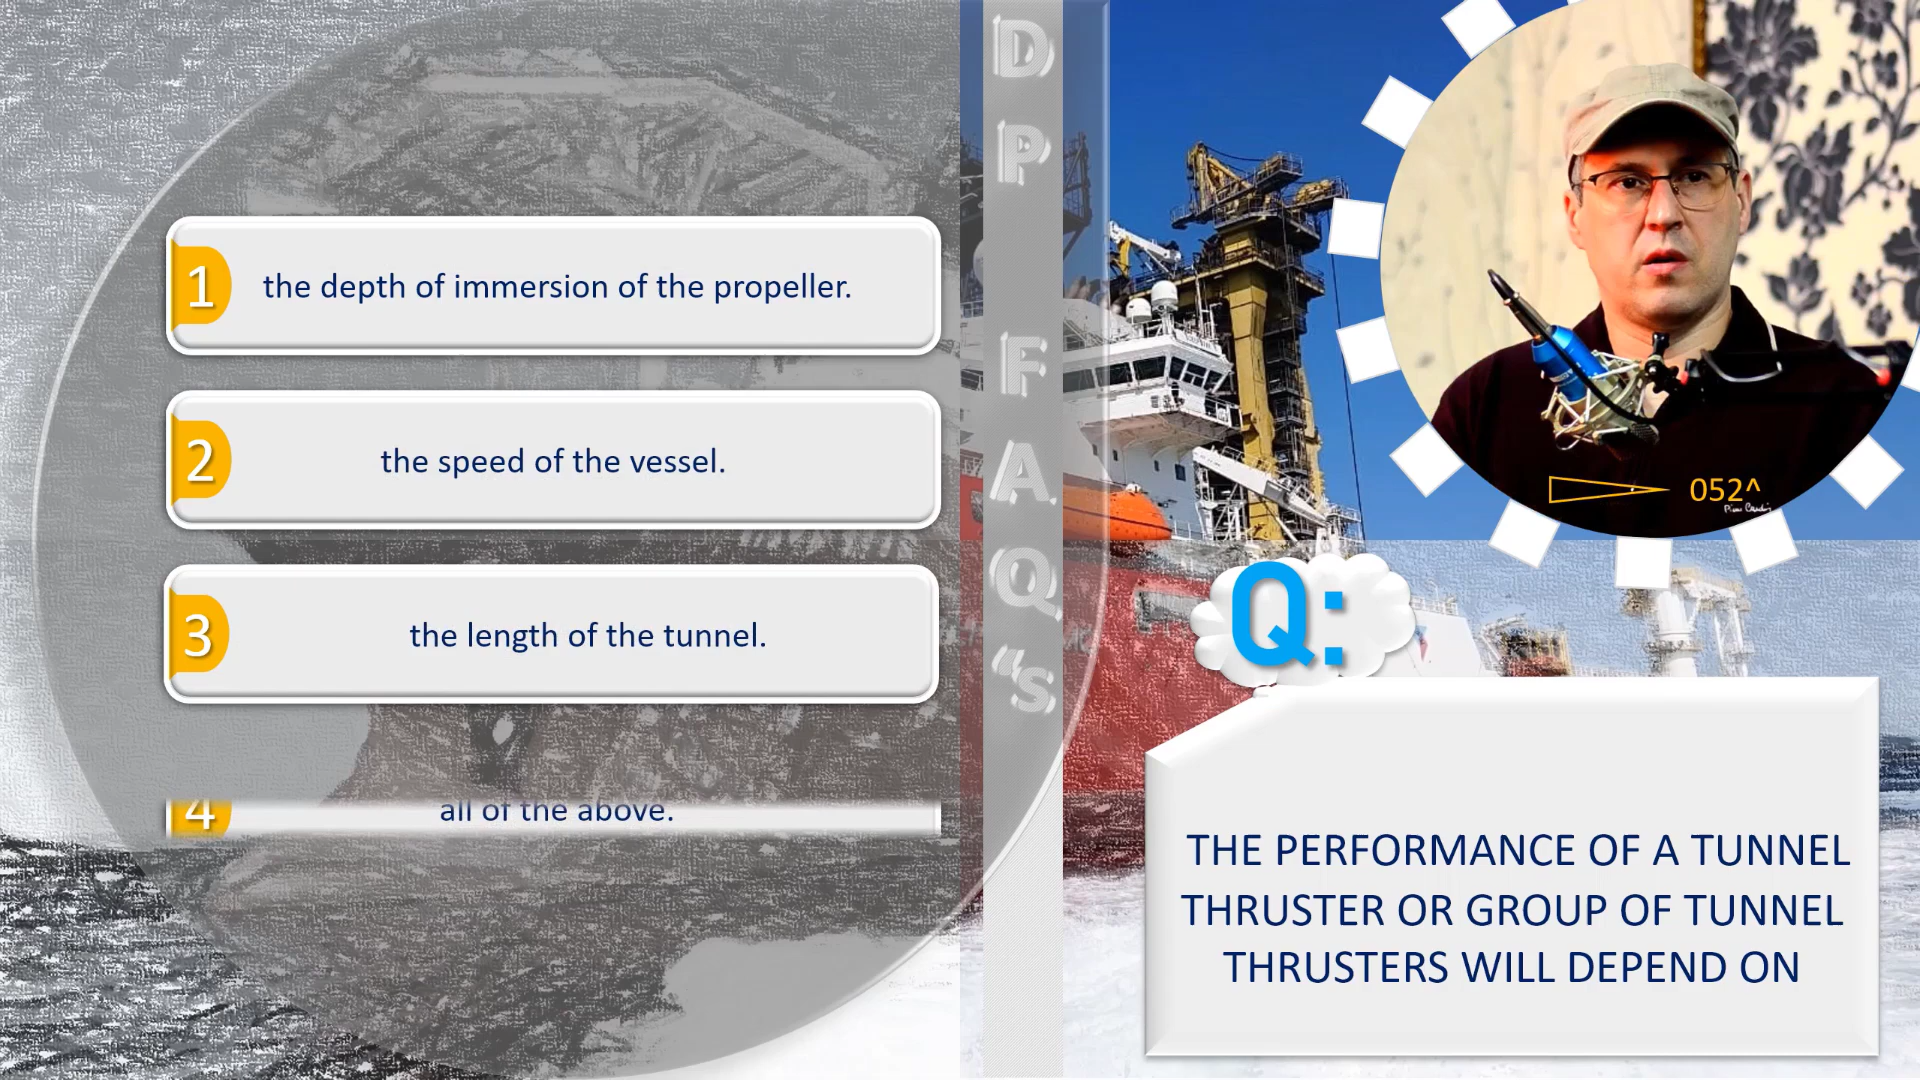 1 the depth of immersion of the propeller.
2 the speed of the vessel.
3 the length of the tunnel.
4 all of the above.
DP FAQ“S
052^
Q:
THE PERFORMANCE OF A TUNNEL
THRUSTER OR GROUP OF TUNNEL
THRUSTERS WILL DEPEND ON